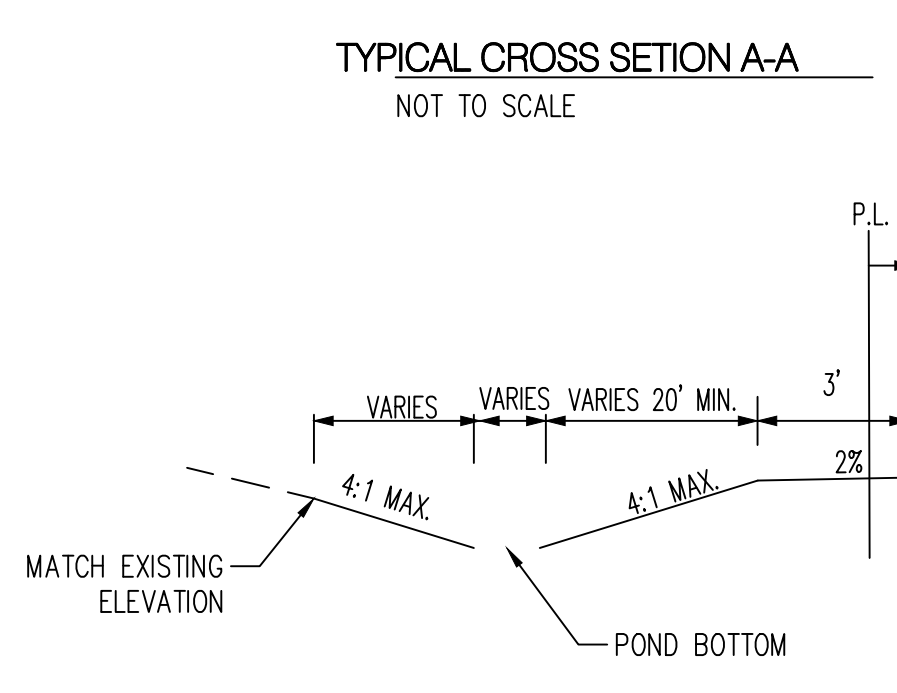 TYPICAL CROSS SETION A-A
NOT TO SCALE
P.L.
3'
VARIES
VARIES
VARIES 20' MIN.
2%
4:1 MAX.
4:1 MAX.
MATCH EXISTING
ELEVATION
POND BOTTOM